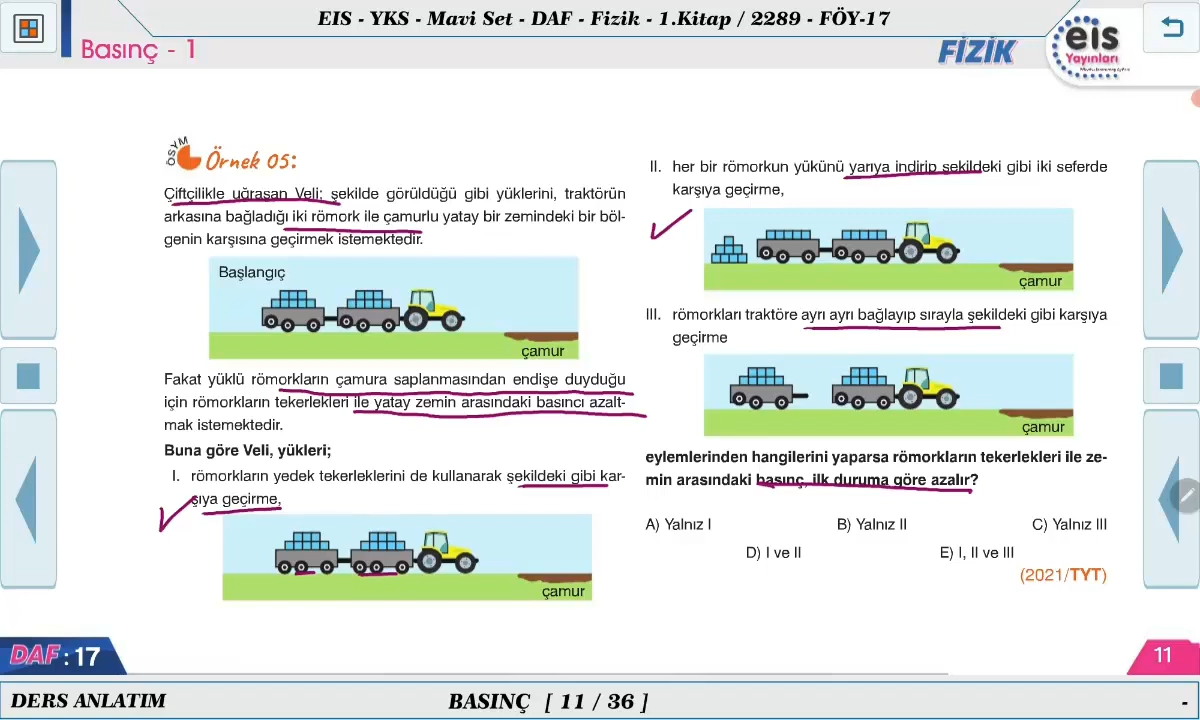 EIS - YKS - Mavi Set - DAF - Fizik - 1.Kitap / 2289 - FÖY-17
Basınç - 1
FİZİK
eis
Yayınları
ÖSYM
Örnek 05:
Çiftçilikle uğraşan Veli; şekilde görüldüğü gibi yüklerini, traktörün
arkasına bağladığı iki römork ile çamurlu yatay bir zemindeki bir böl-
genin karşısına geçirmek istemektedir.
Başlangıç
çamur
Fakat yüklü römorkların çamura saplanmasından endişe duyduğu
için römorkların tekerlekleri ile yatay zemin arasındaki basıncı azalt-
mak istemektedir.
Buna göre Veli, yükleri;
I. römorkların yedek tekerleklerini de kullanarak şekildeki gibi kar-
şıya geçirme,
çamur
II. her bir römorkun yükünü yarıya indirip şekildeki gibi iki seferde
karşıya geçirme,
çamur
III. römorkları traktöre ayrı ayrı bağlayıp sırayla şekildeki gibi karşıya
geçirme
çamur
eylemlerinden hangilerini yaparsa römorkların tekerlekleri ile ze-
min arasındaki basınç, ilk duruma göre azalır?
A) Yalnız I B) Yalnız II C) Yalnız III
D) I ve II E) I, II ve III
(2021/TYT)
DAF : 17
11
DERS ANLATIM BASINÇ [ 11 / 36 ] -